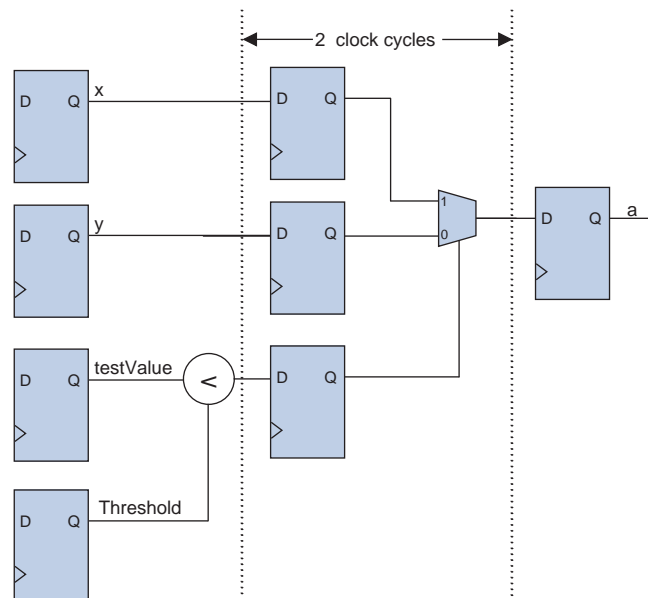 2 clock cycles
D Q x
D Q
1
0
D Q a
D Q y
D Q
D Q testValue
<
D Q
D Q Threshold